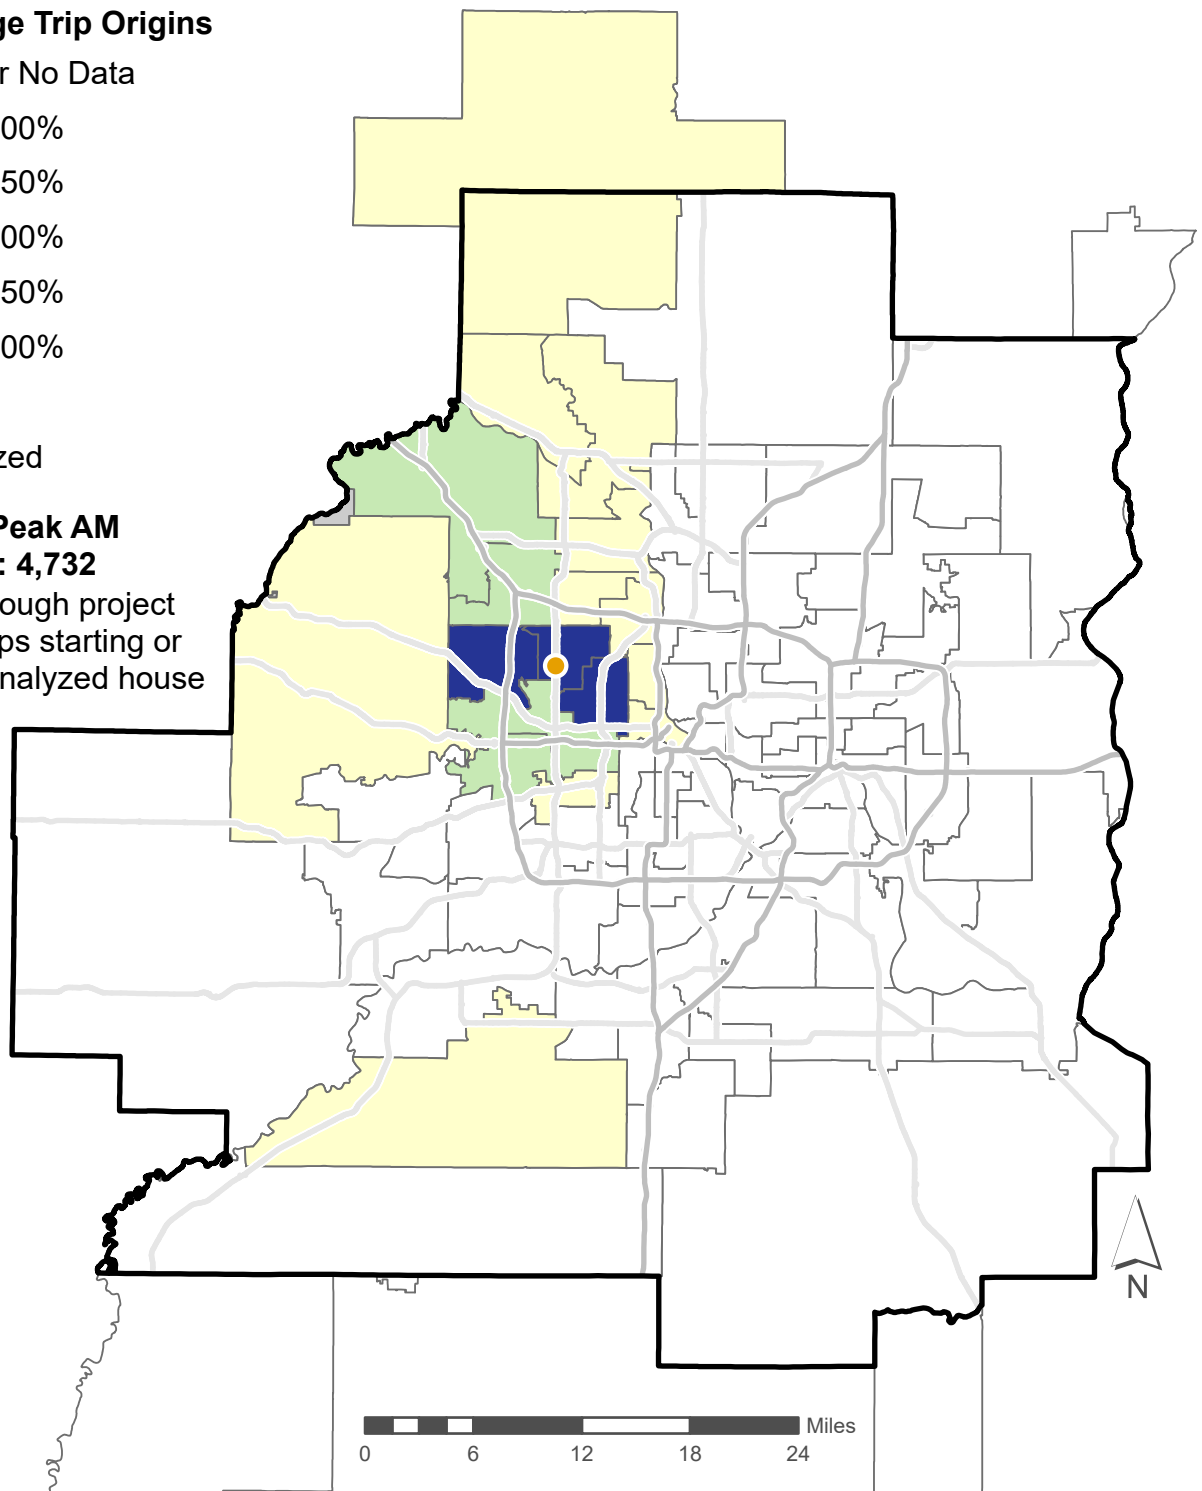 ge Trip Origins
r No Data
00%
50%
00%
50%
00%
zed
Peak AM
: 4,732
ough project
ps starting or
nalyzed house
N
Miles
0 6 12 18 24